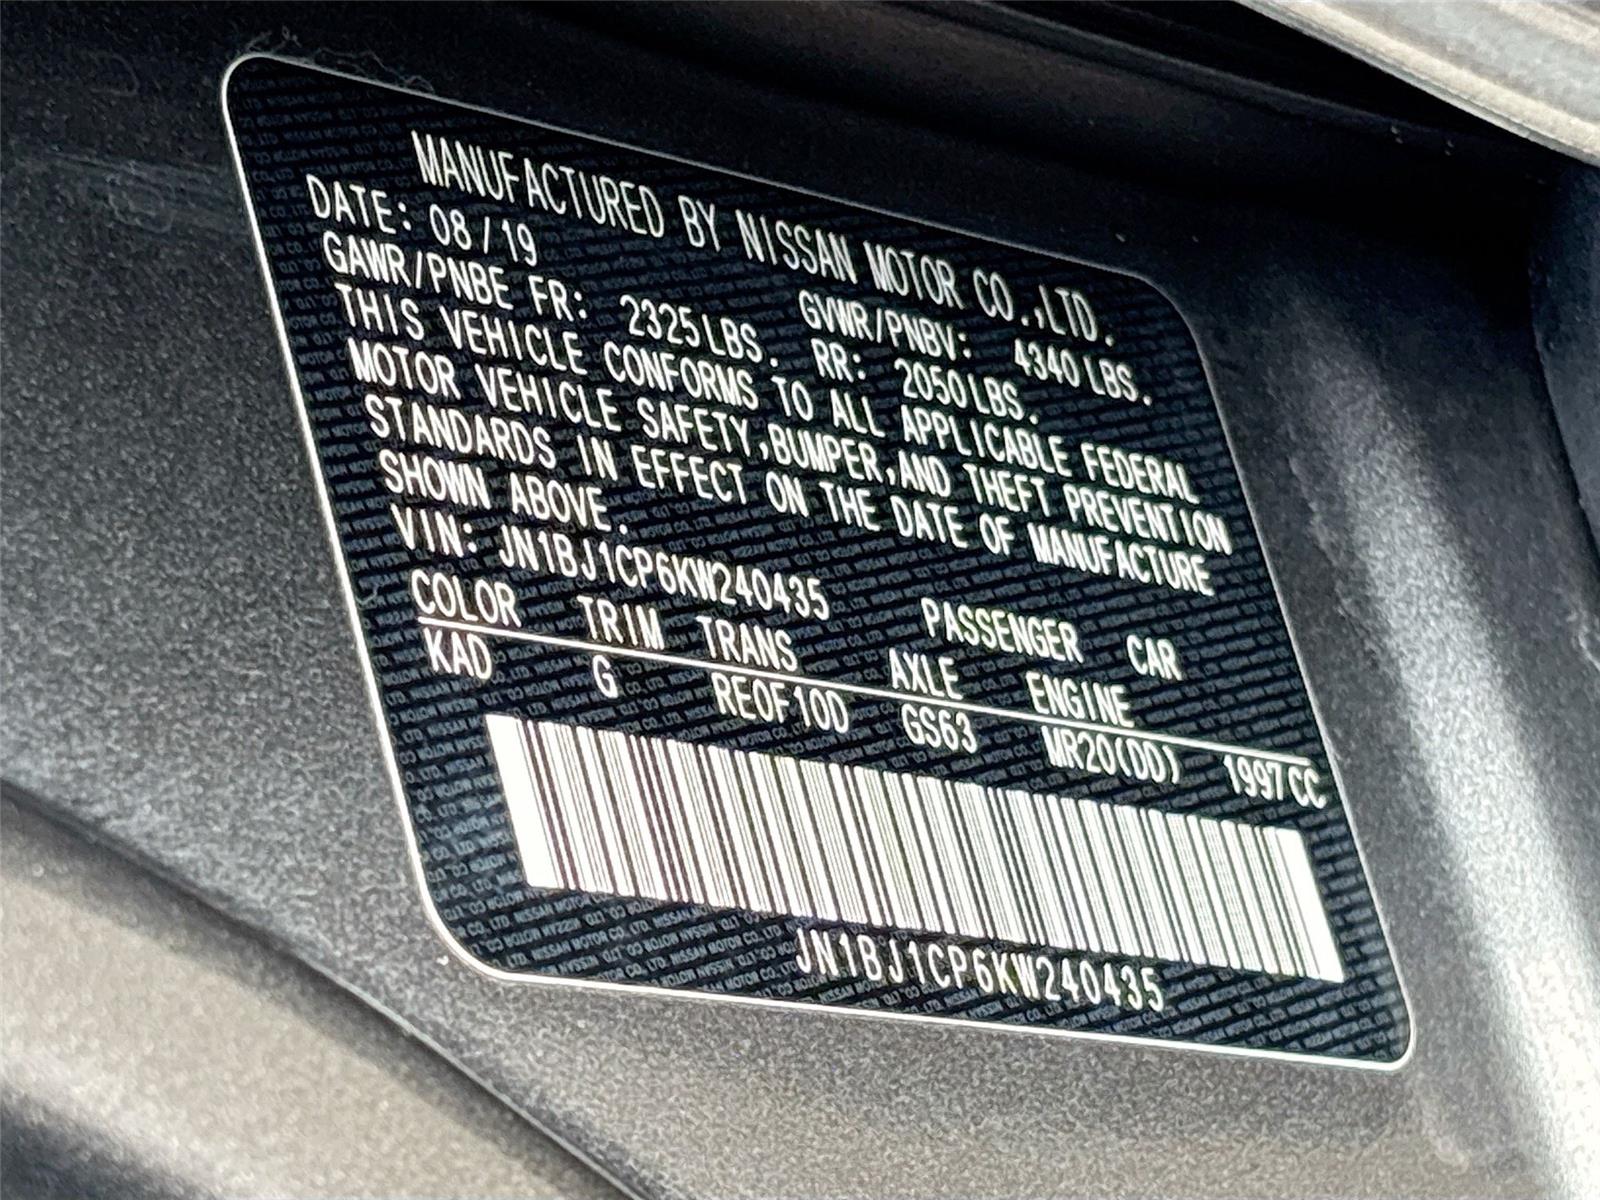 MANUFACTURED BY NISSAN MOTOR CO.,LTD.
DATE: 08/19 GVWR/PNBV: 4340LBS.
GAWR/PNBE FR: 2325LBS. RR: 2050LBS.
THIS VEHICLE CONFORMS TO ALL APPLICABLE FEDERAL
MOTOR VEHICLE SAFETY,BUMPER,AND THEFT PREVENTION
STANDARDS IN EFFECT ON THE DATE OF MANUFACTURE
SHOWN ABOVE.
VIN: JN1BJ1CP6KW240435 PASSENGER CAR
COLOR TRIM TRANS AXLE ENGINE
KAD G RE0F10D GS63 MR20(DD) 1997CC
JN1BJ1CP6KW240435